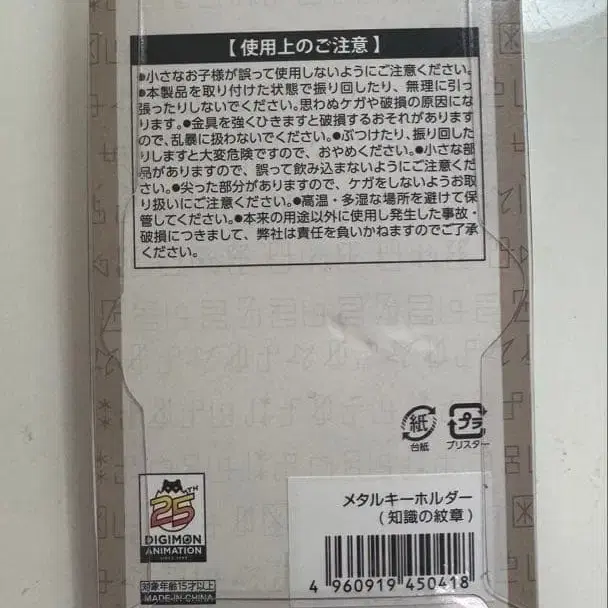 【使用上のご注意】
●小さなお子様が誤って使用しないようにご注意ください。
●本製品を取り付けた状態で振り回したり、無理に引っ
張ったりしないでください。思わぬケガや破損の原因にな
ります。●金具を強くひきますと破損するおそれがあります
ので、乱暴に扱わないでください。●ぶつけたり、振り回した
りしますと大変危険ですので、おやめください。●小さな部
品がありますので、誤って飲み込まないようにご注意くだ
さい。●尖った部分がありますので、ケガをしないようお取
り扱いにご注意ください。●高温・多湿な場所を避けて保
管してください。●本来の用途以外に使用し発生した事故・
破損につきまして、弊社は責任を負いかねますのでご了承
ください。
紙
台紙
プラ
ブリスター
25TH
DIGIMON
ANIMATION
SINCE 1999
対象年齢15才以上
MADE IN CHINA
メタルキーホルダー
(知識の紋章)
4 960919 450418